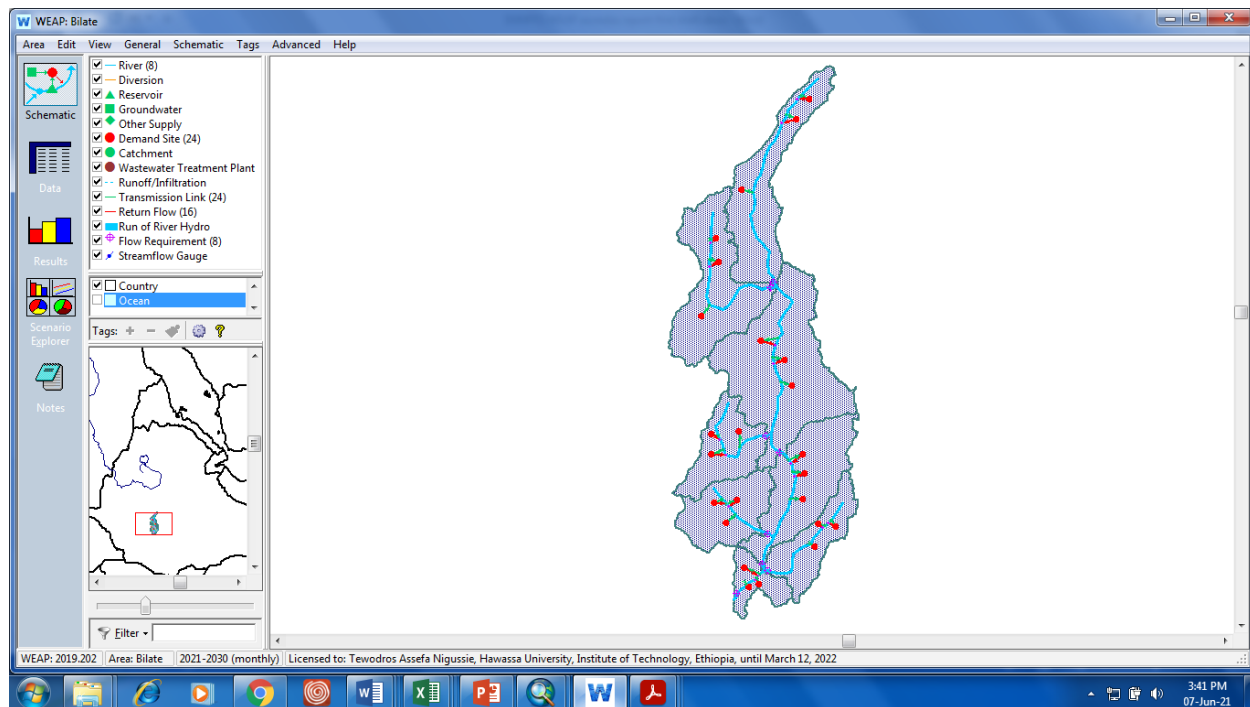 WEAP: Bilate
Area Edit View General Schematic Tags Advanced Help
Schematic
Data
Results
Scenario
Explorer
Notes
River (8)
Diversion
Reservoir
Groundwater
Other Supply
Demand Site (24)
Catchment
Wastewater Treatment Plant
Runoff/Infiltration
Transmission Link (24)
Return Flow (16)
Run of River Hydro
Flow Requirement (8)
Streamflow Gauge
Country
Ocean
Tags:
Filter
WEAP: 2019.202 Area: Bilate 2021-2030 (monthly) Licensed to: Tewodros Assefa Nigussie, Hawassa University, Institute of Technology, Ethiopia, until March 12, 2022
3:41 PM
07-Jun-21